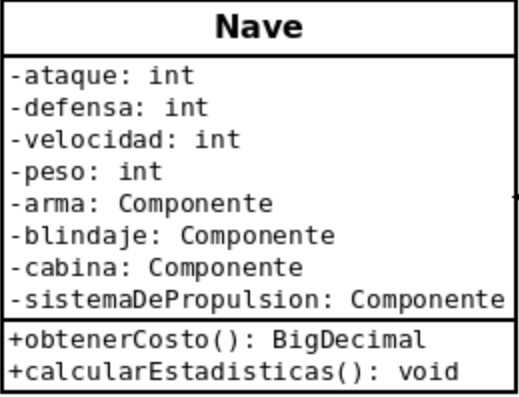 Nave
-ataque: int
-defensa: int
-velocidad: int
-peso: int
-arma: Componente
-blindaje: Componente
-cabina: Componente
-sistemaDePropulsion: Componente
+obtenerCosto(): BigDecimal
+calcularEstadisticas(): void